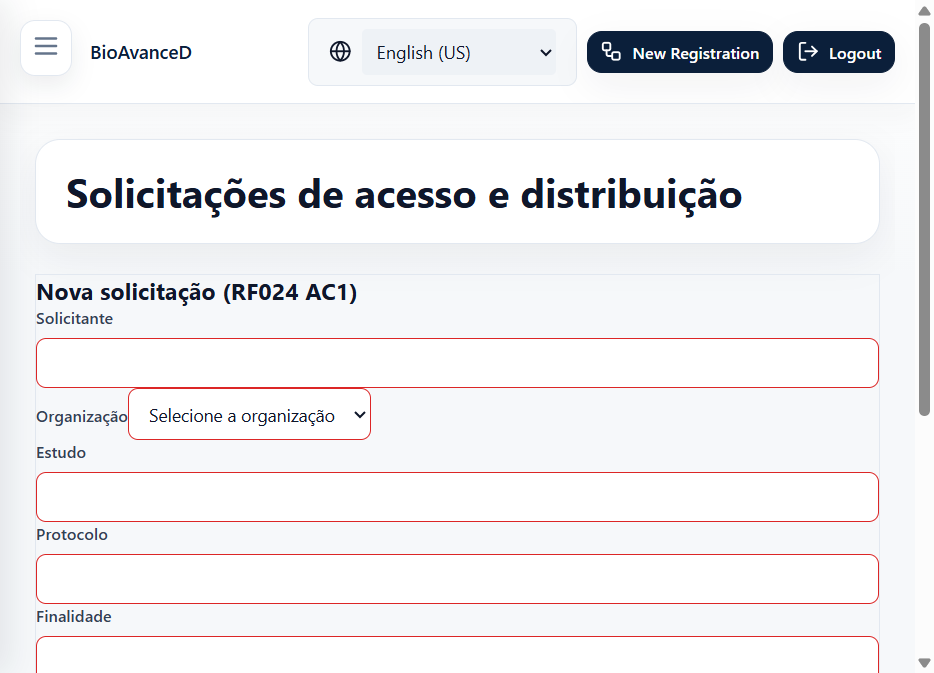 BioAvanceD
English (US)
New Registration
Logout
Solicitações de acesso e distribuição
Nova solicitação (RF024 AC1)
Solicitante
Organização
Selecione a organização
Estudo
Protocolo
Finalidade